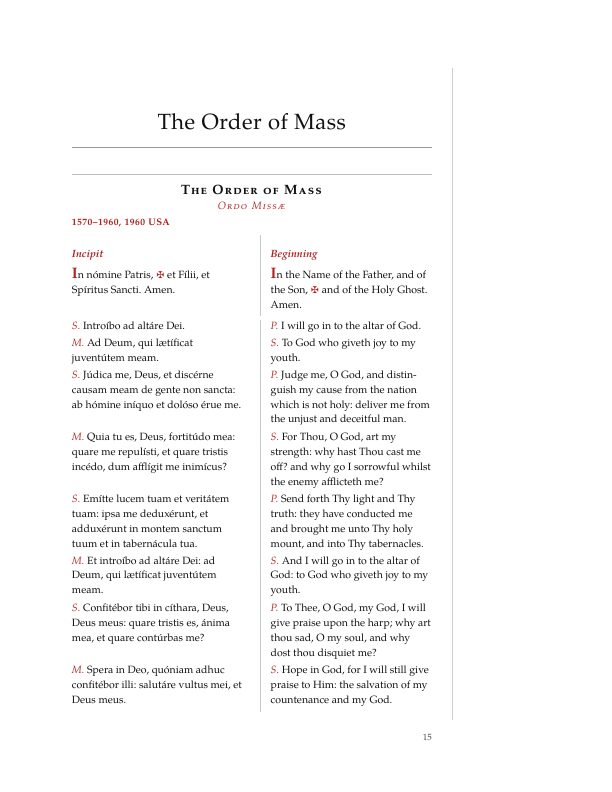 The Order of Mass
The Order of Mass
Ordo Missæ
1570–1960, 1960 USA
Incipit
In nómine Patris, ✠ et Fílii, et
Spíritus Sancti. Amen.
S. Introíbo ad altáre Dei.
M. Ad Deum, qui lætíficat
juventútem meam.
S. Júdica me, Deus, et discérne
causam meam de gente non sancta:
ab hómine iníquo et dolóso érue me.
M. Quia tu es, Deus, fortitúdo mea:
quare me repulísti, et quare tristis
incédo, dum afflígit me inimícus?
S. Emítte lucem tuam et veritátem
tuam: ipsa me deduxérunt, et
adduxérunt in montem sanctum
tuum et in tabernácula tua.
M. Et introíbo ad altáre Dei: ad
Deum, qui lætíficat juventútem
meam.
S. Confitébor tibi in cíthara, Deus,
Deus meus: quare tristis es, ánima
mea, et quare contúrbas me?
M. Spera in Deo, quóniam adhuc
confitébor illi: salutáre vultus mei, et
Deus meus.
Beginning
In the Name of the Father, and of
the Son, ✠ and of the Holy Ghost.
Amen.
P. I will go in to the altar of God.
S. To God who giveth joy to my
youth.
P. Judge me, O God, and distin-
guish my cause from the nation
which is not holy: deliver me from
the unjust and deceitful man.
S. For Thou, O God, art my
strength: why hast Thou cast me
off? and why go I sorrowful whilst
the enemy afflicteth me?
P. Send forth Thy light and Thy
truth: they have conducted me
and brought me unto Thy holy
mount, and into Thy tabernacles.
S. And I will go in to the altar of
God: to God who giveth joy to my
youth.
P. To Thee, O God, my God, I will
give praise upon the harp; why art
thou sad, O my soul, and why
dost thou disquiet me?
S. Hope in God, for I will still give
praise to Him: the salvation of my
countenance and my God.
15